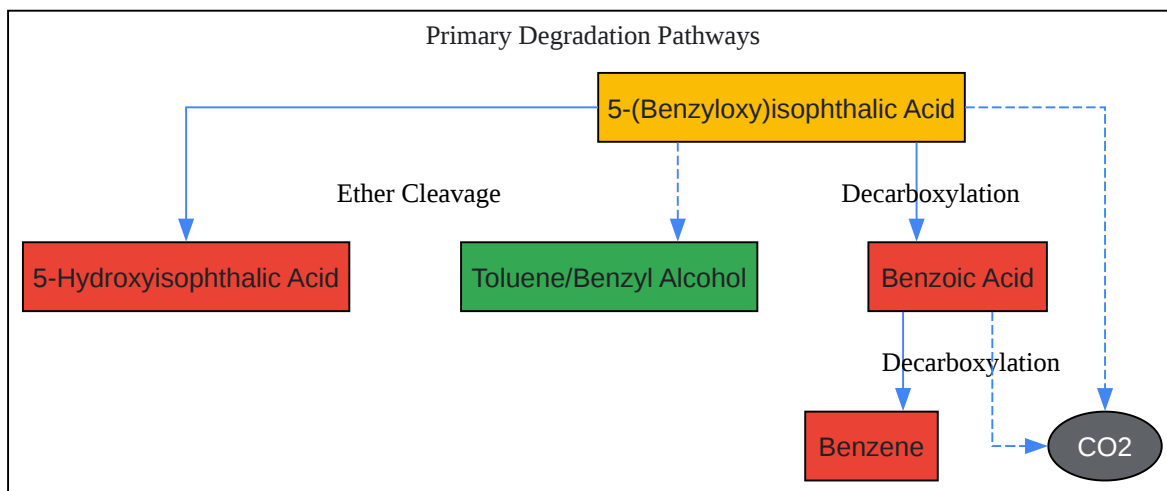 Primary Degradation Pathways
5-(Benzyloxy)isophthalic Acid
Ether Cleavage
Decarboxylation
5-Hydroxyisophthalic Acid
Toluene/Benzyl Alcohol
Benzoic Acid
Decarboxylation
Benzene
CO2